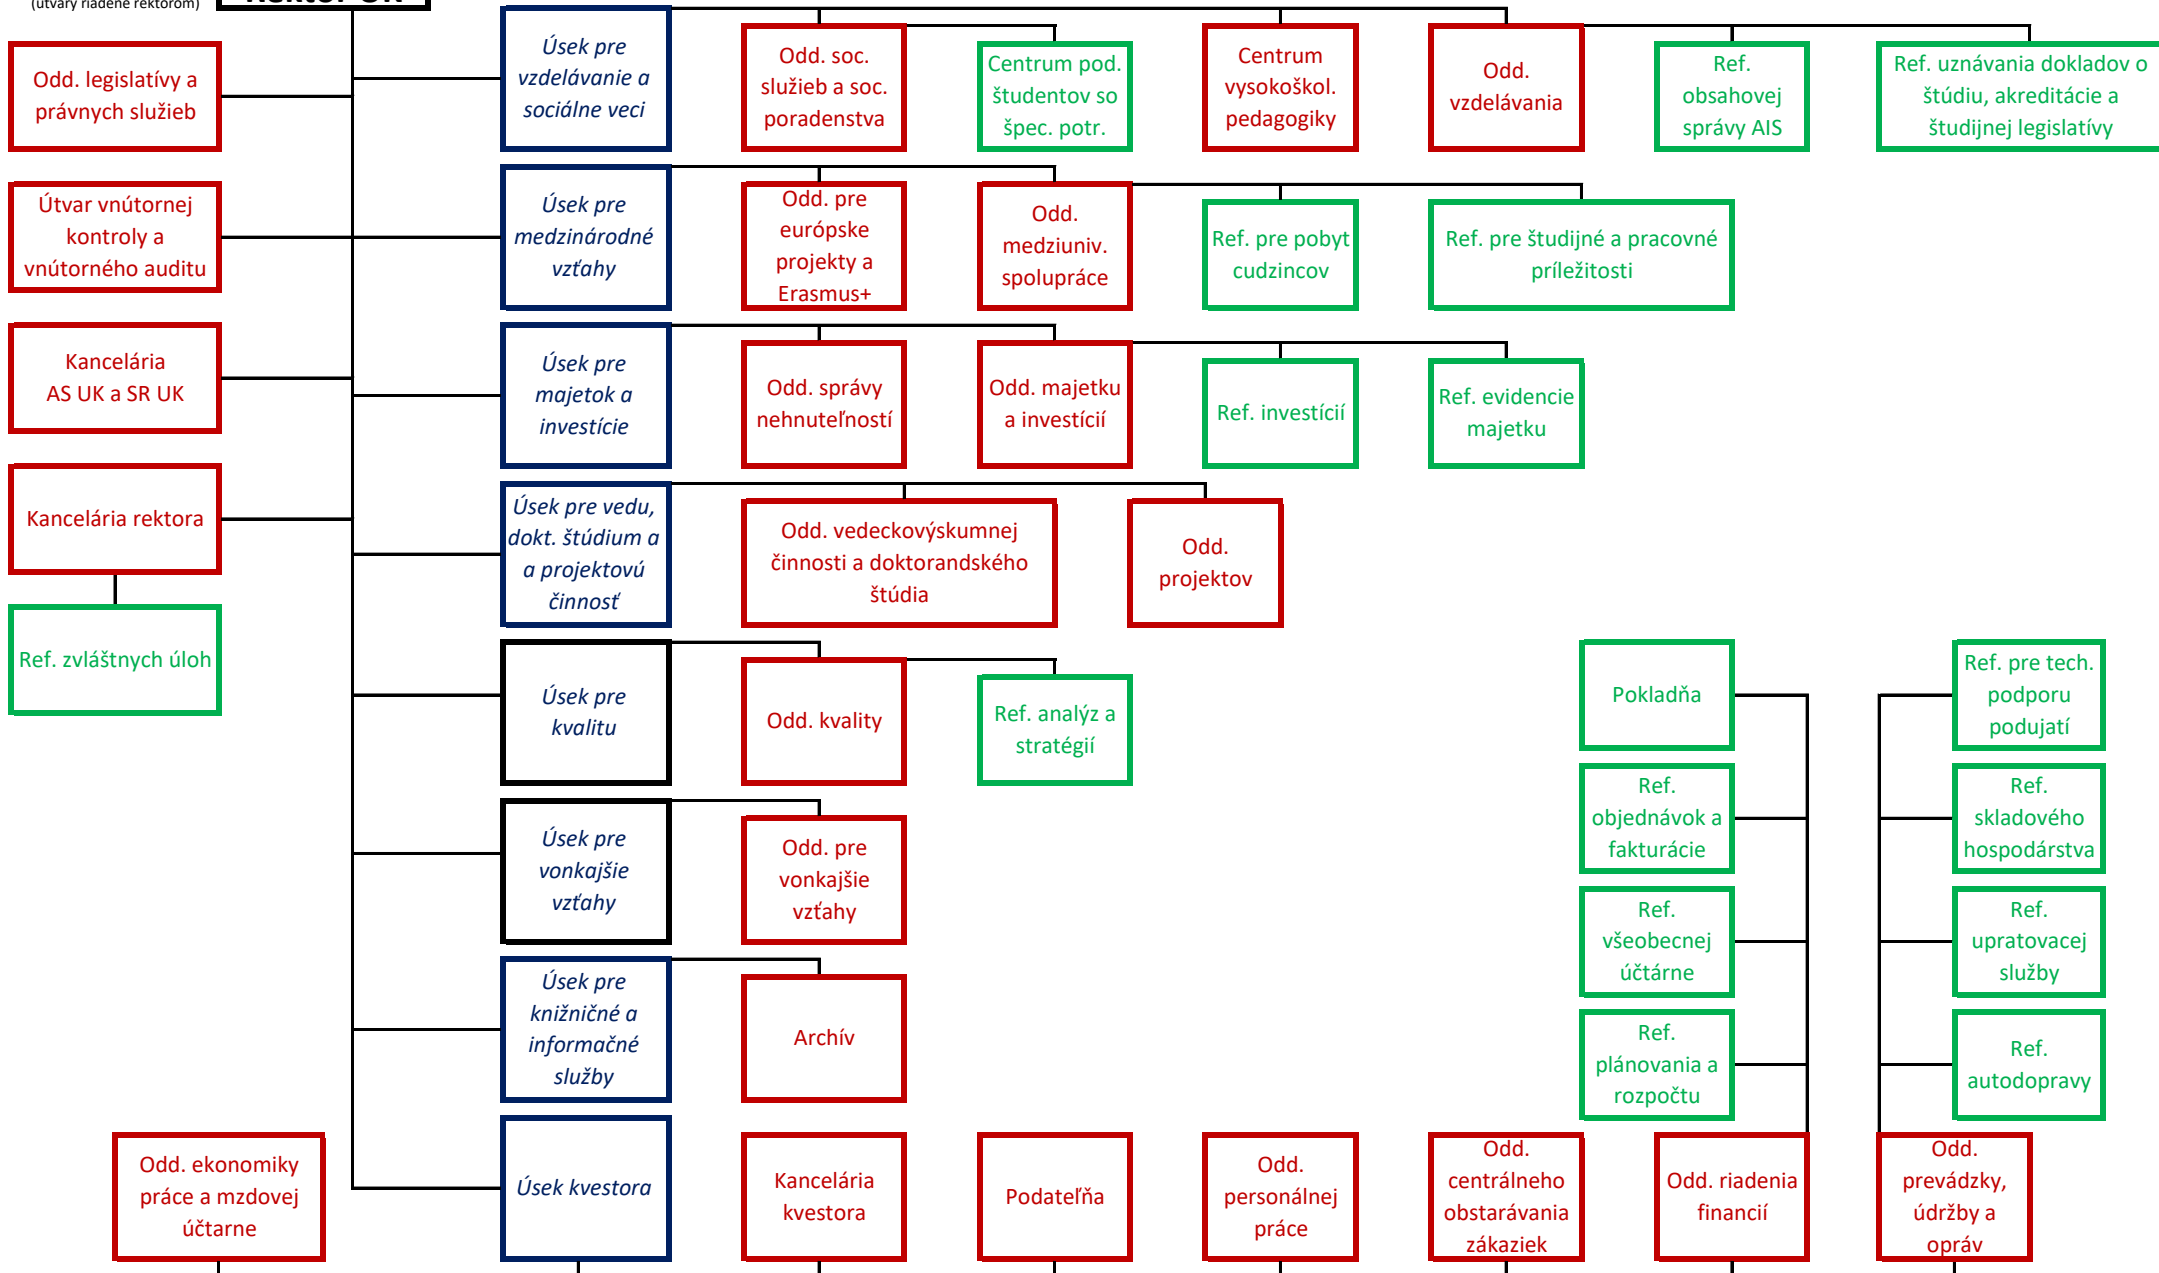 (útvary riadené rektorom)
Rektor UK
Odd. legislatívy a
právnych služieb
Útvar vnútornej
kontroly a
vnútorného auditu
Kancelária
AS UK a SR UK
Kancelária rektora
Ref. zvláštnych úloh
Úsek pre
vzdelávanie a
sociálne veci
Odd. soc.
služieb a soc.
poradenstva
Centrum pod.
študentov so
špec. potr.
Centrum
vysokoškol.
pedagogiky
Odd.
vzdelávania
Ref.
obsahovej
správy AIS
Ref. uznávania dokladov o
štúdiu, akreditácie a
študijnej legislatívy
Úsek pre
medzinárodné
vzťahy
Odd. pre
európske
projekty a
Erasmus+
Odd.
medziuniv.
spolupráce
Ref. pre pobyt
cudzincov
Ref. pre študijné a pracovné
príležitosti
Úsek pre
majetok a
investície
Odd. správy
nehnuteľností
Odd. majetku
a investícií
Ref. investícií
Ref. evidencie
majetku
Úsek pre vedu,
dokt. štúdium a
a projektovú
činnosť
Odd. vedeckovýskumnej
činnosti a doktorandského
štúdia
Odd.
projektov
Úsek pre
kvalitu
Odd. kvality
Ref. analýz a
stratégií
Úsek pre
vonkajšie
vzťahy
Odd. pre
vonkajšie
vzťahy
Úsek pre
knižničné a
informačné
služby
Archív
Pokladňa
Ref.
objednávok a
fakturácie
Ref.
všeobecnej
účtárne
Ref.
plánovania a
rozpočtu
Ref. pre tech.
podporu
podujatí
Ref.
skladového
hospodárstva
Ref.
upratovacej
služby
Ref.
autodopravy
Odd. ekonomiky
práce a mzdovej
účtarne
Úsek kvestora
Kancelária
kvestora
Podateľňa
Odd.
personálnej
práce
Odd.
centrálneho
obstarávania
zákaziek
Odd. riadenia
financií
Odd.
prevádzky,
údržby a
opráv